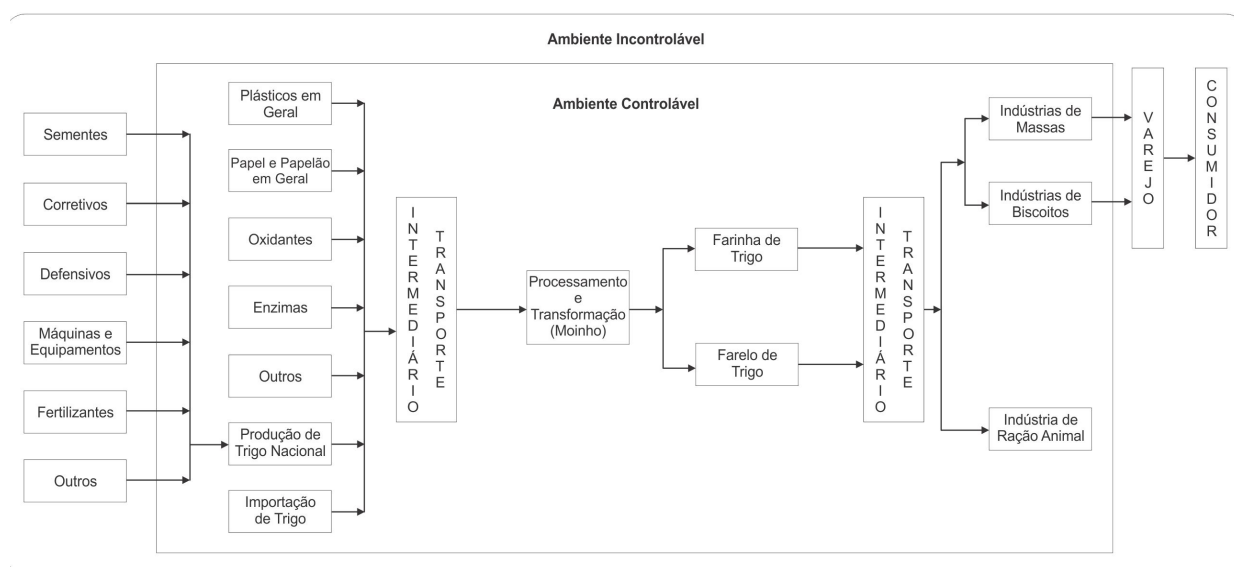 Ambiente Incontrolável
Ambiente Controlável
Sementes
Corretivos
Defensivos
Máquinas e
Equipamentos
Fertilizantes
Outros
Plásticos em
Geral
Papel e Papelão
em Geral
Oxidantes
Enzimas
Outros
Produção de
Trigo Nacional
Importação
de Trigo
INTERMEDIÁRIO
TRANSPORTE
Processamento
e
Transformação
(Moinho)
Farinha de
Trigo
Farelo de
Trigo
INTERMEDIÁRIO
TRANSPORTE
Indústrias de
Massas
Indústrias de
Biscoitos
Indústria de
Ração Animal
VAREJO
CONSUMIDOR